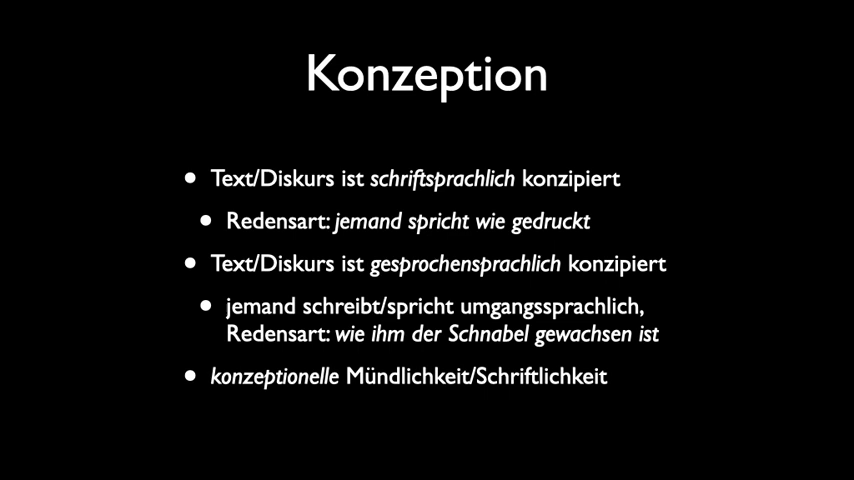 Konzeption
• Text/Diskurs ist schriftsprachlich konzipiert
• Redensart: jemand spricht wie gedruckt
• Text/Diskurs ist gesprochensprachlich konzipiert
• jemand schreibt/spricht umgangssprachlich,
Redensart: wie ihm der Schnabel gewachsen ist
• konzeptionelle Mündlichkeit/Schriftlichkeit